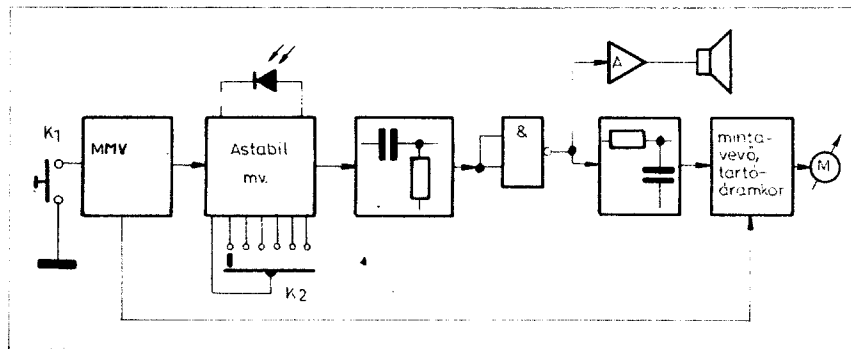 K1
MMV
Astabil
mv.
K2
&
A
minta-
vevő,
tartó-
áramkör
M